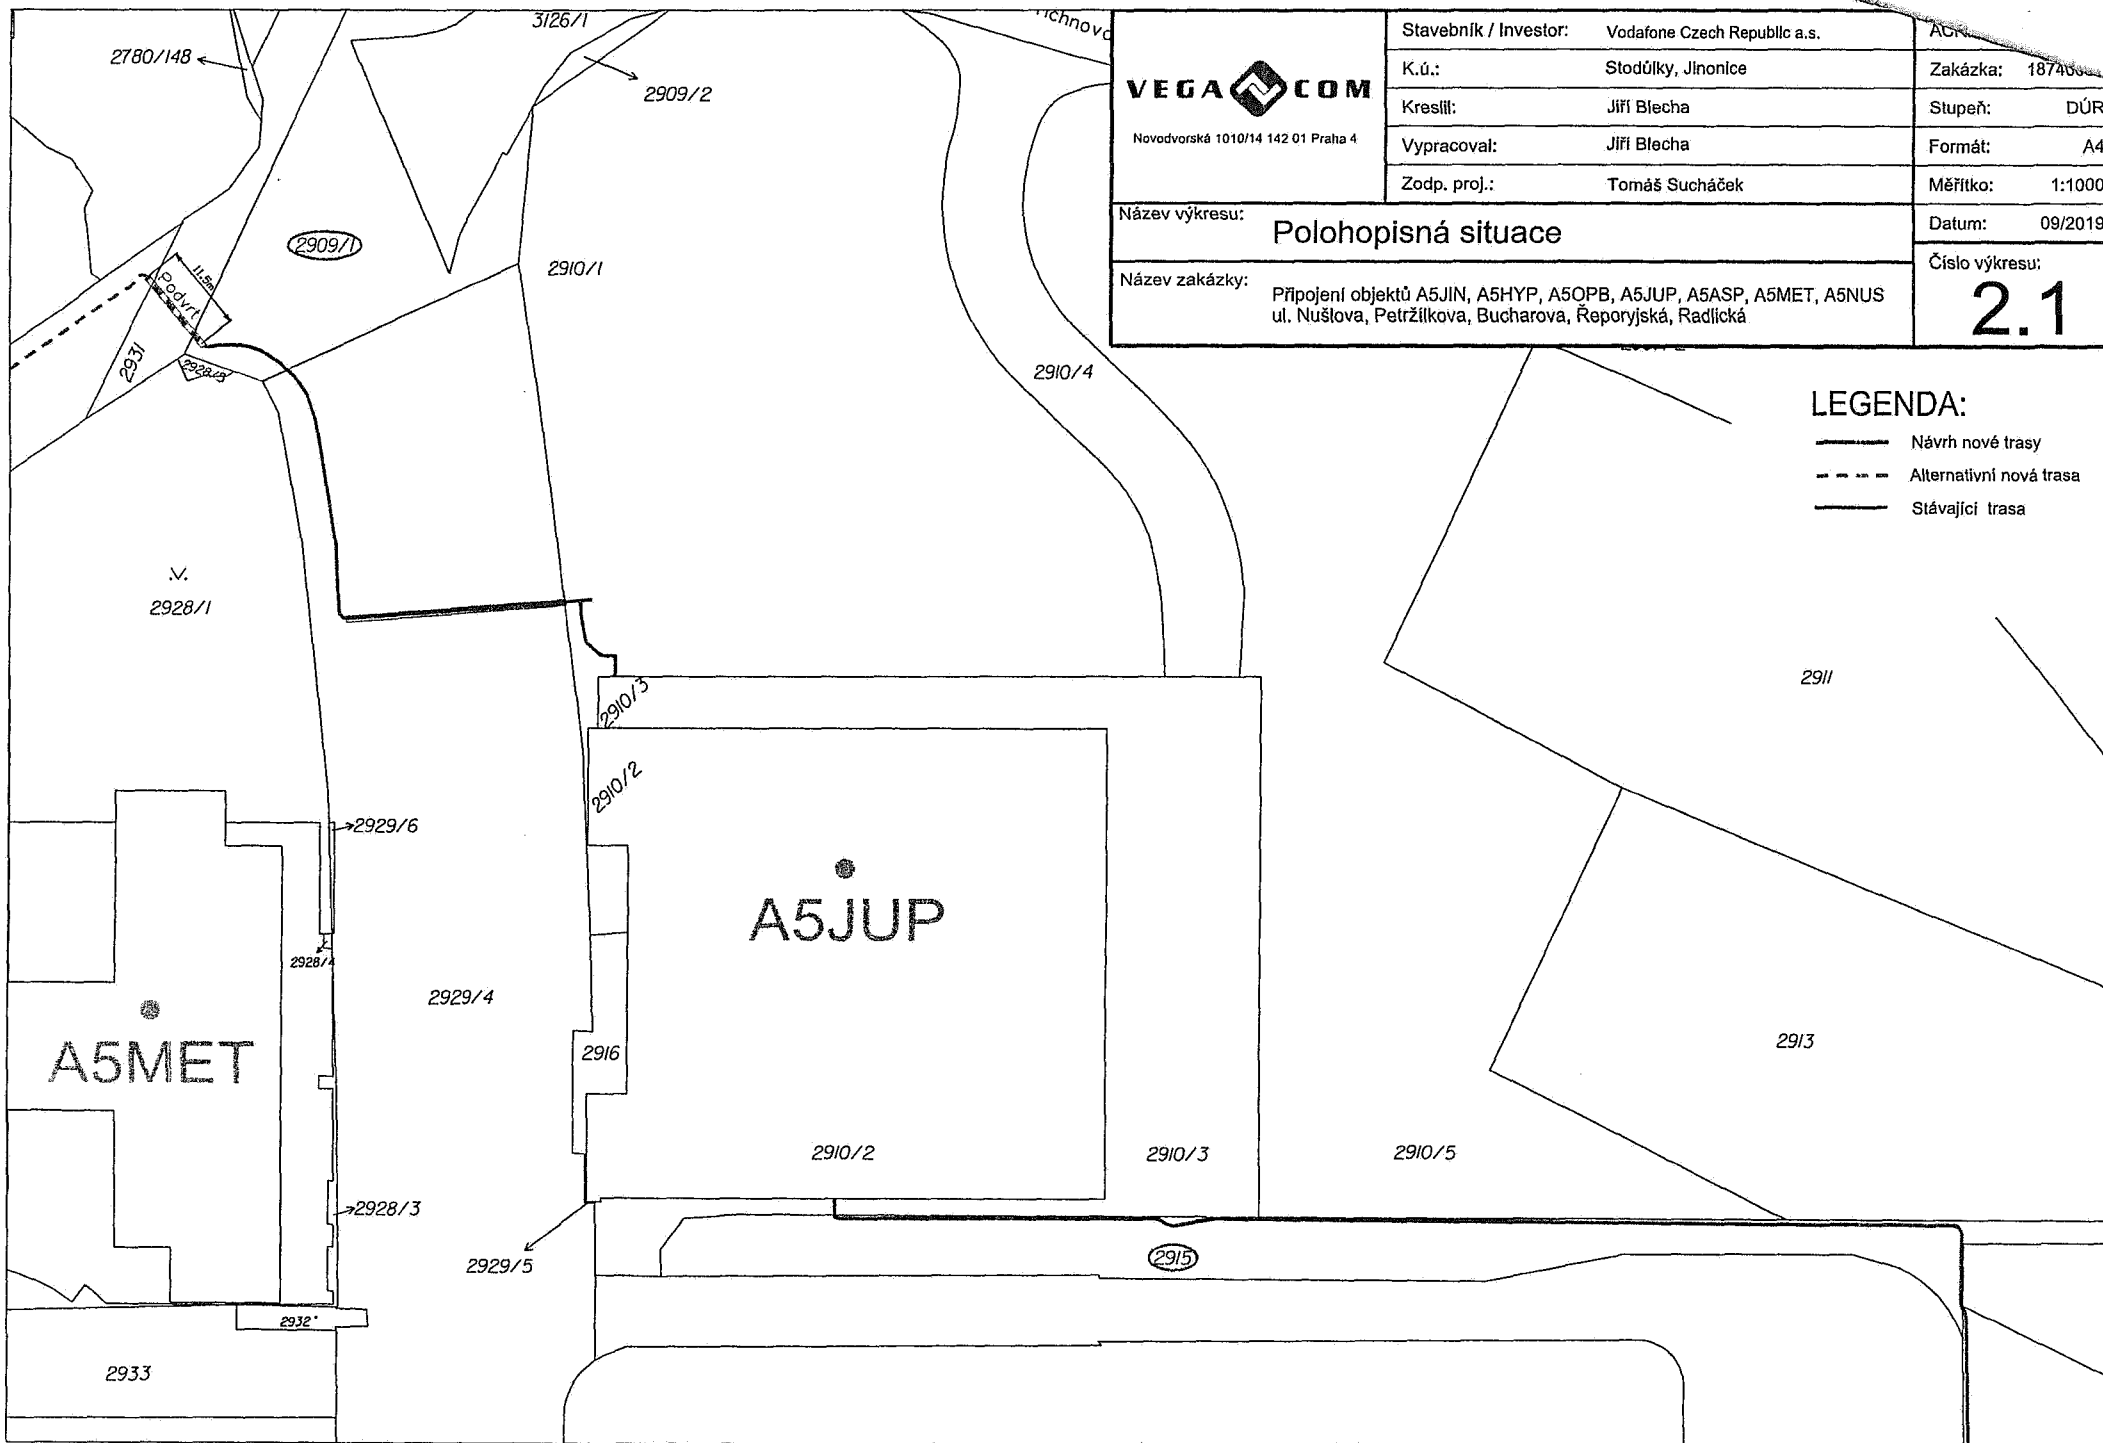 3126/1
2780/148
2909/2
2909/1
2910/1
11.5m
Podvrt
2931
2910/4
VEGA COM
Novodvorská 1010/14 142 01 Praha 4
Stavebník / Investor: Vodafone Czech Republic a.s.
K.ú.: Stodůlky, Jinonice
Zakázka:
Kreslil: Jiří Blecha
Stupeň: DÚR
Vypracoval: Jiří Blecha
Formát: A4
Zodp. proj.: Tomáš Sucháček
Měřítko: 1:1000
Název výkresu: Polohopisná situace
Datum: 09/2019
Název zakázky: Připojení objektů A5JIN, A5HYP, A5OPB, A5JUP, A5ASP, A5MET, A5NUS
ul. Nušlova, Petržílkova, Bucharova, Řeporyjská, Radlická
Číslo výkresu:
2.1
LEGENDA:
Návrh nové trasy
Alternativní nová trasa
Stávající trasa
2928/1
2910/3
2911
2910/2
2929/6
A5JUP
2928/4
2929/4
A5MET
2916
2913
2910/2
2910/3
2910/5
2928/3
2929/5
2915
2932
2933